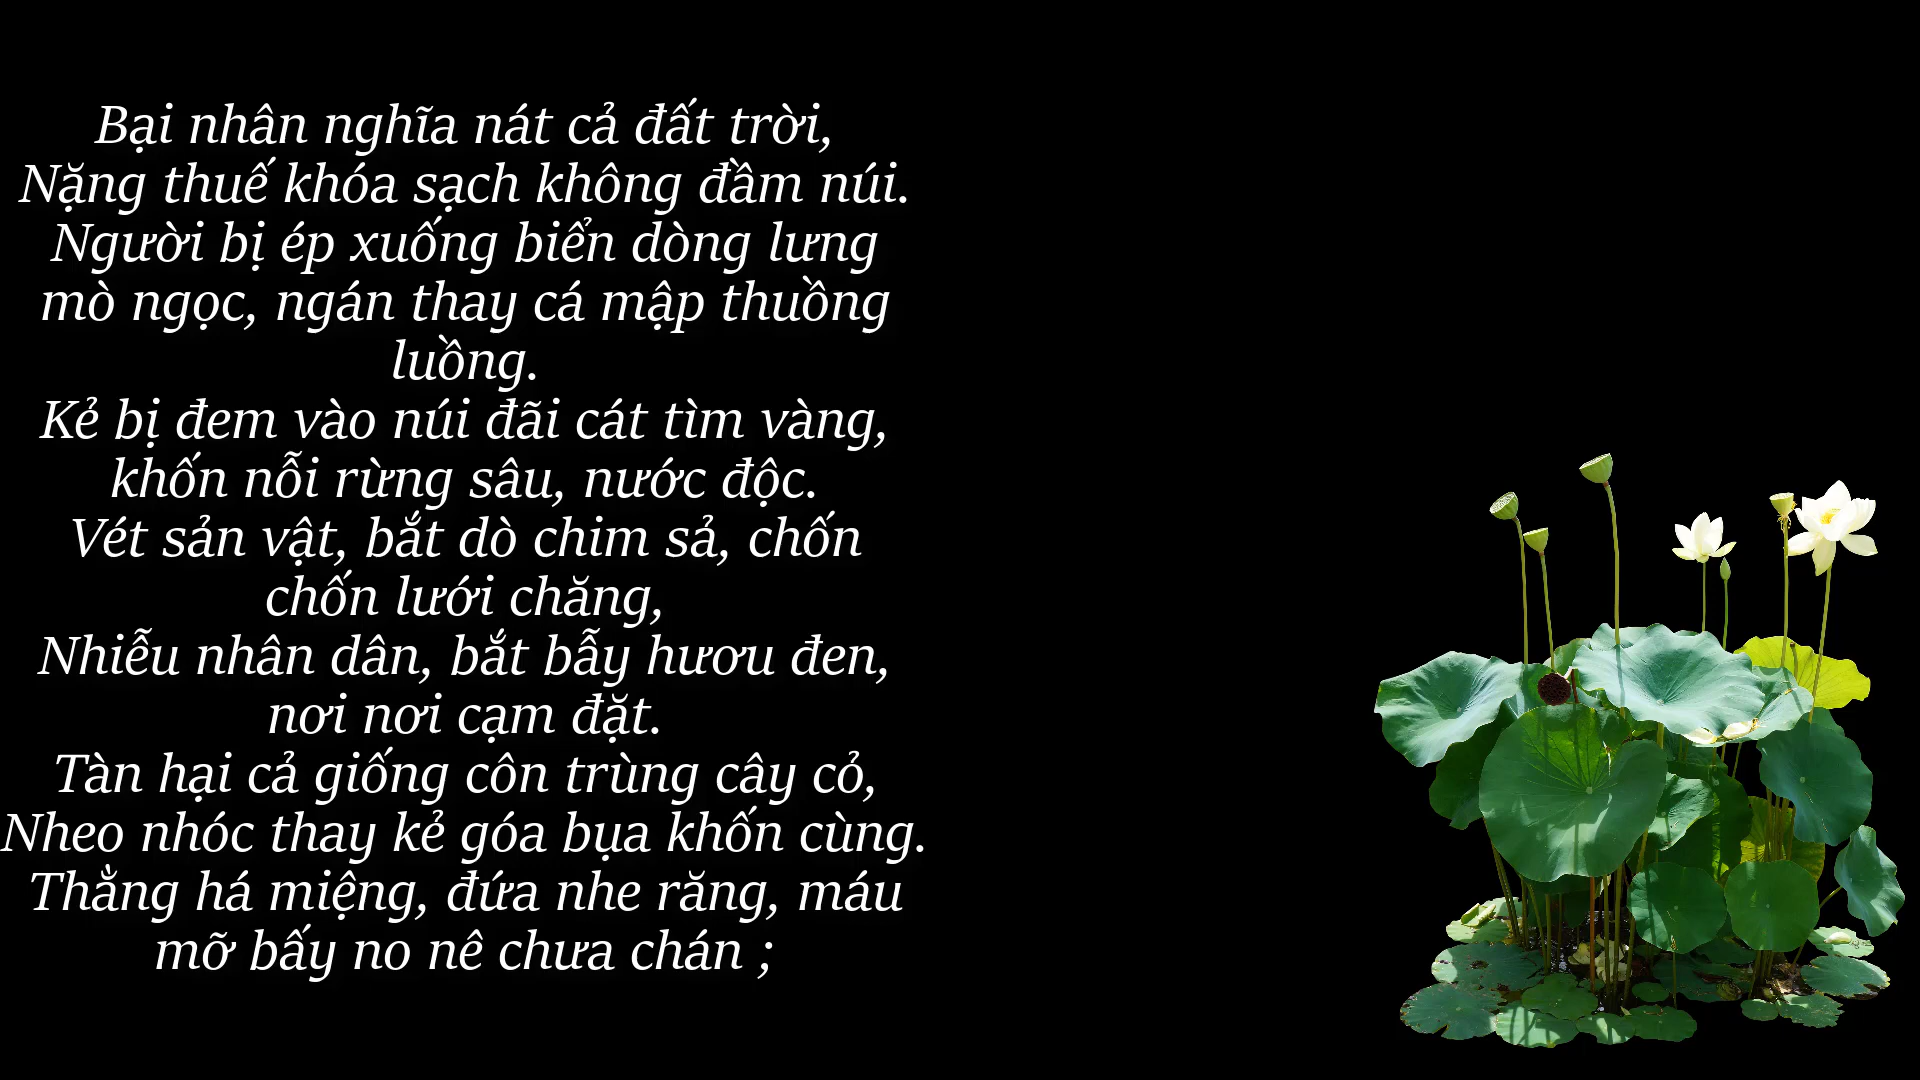 Bại nhân nghĩa nát cả đất trời,
Nặng thuế khóa sạch không đầm núi.
Người bị ép xuống biển dòng lưng
mò ngọc, ngán thay cá mập thuồng
luồng.
Kẻ bị đem vào núi đãi cát tìm vàng,
khốn nỗi rừng sâu, nước độc.
Vét sản vật, bắt dò chim sả, chốn
chốn lưới chăng,
Nhiễu nhân dân, bắt bẫy hươu đen,
nơi nơi cạm đặt.
Tàn hại cả giống côn trùng cây cỏ,
Nheo nhóc thay kẻ góa bụa khốn cùng.
Thằng há miệng, đứa nhe răng, máu
mỡ bấy no nê chưa chán ;